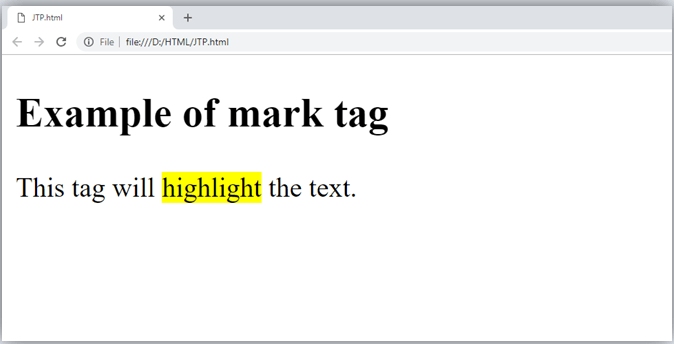 JTP.html
File | file:///D:/HTML/JTP.html
Example of mark tag
This tag will highlight the text.